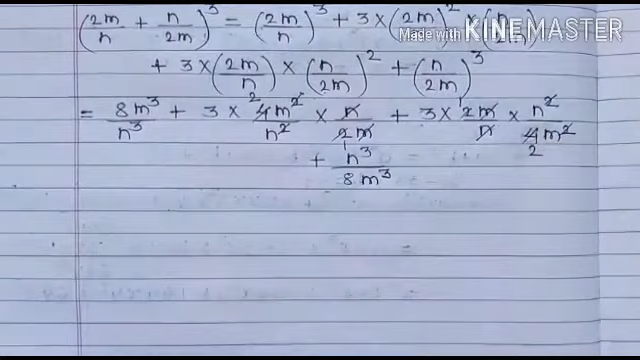 (2m/n + n/2m)³ = (2m/n)³ + 3 × (2m/n)² × (n/2m)
+ 3 × (2m/n) × (n/2m)² + (n/2m)³
= 8m³/n³ + 3 × 4m²/n² × n/2m + 3 × 2m/n × n²/4m²
+ n³/8m³
Made with KINEMASTER